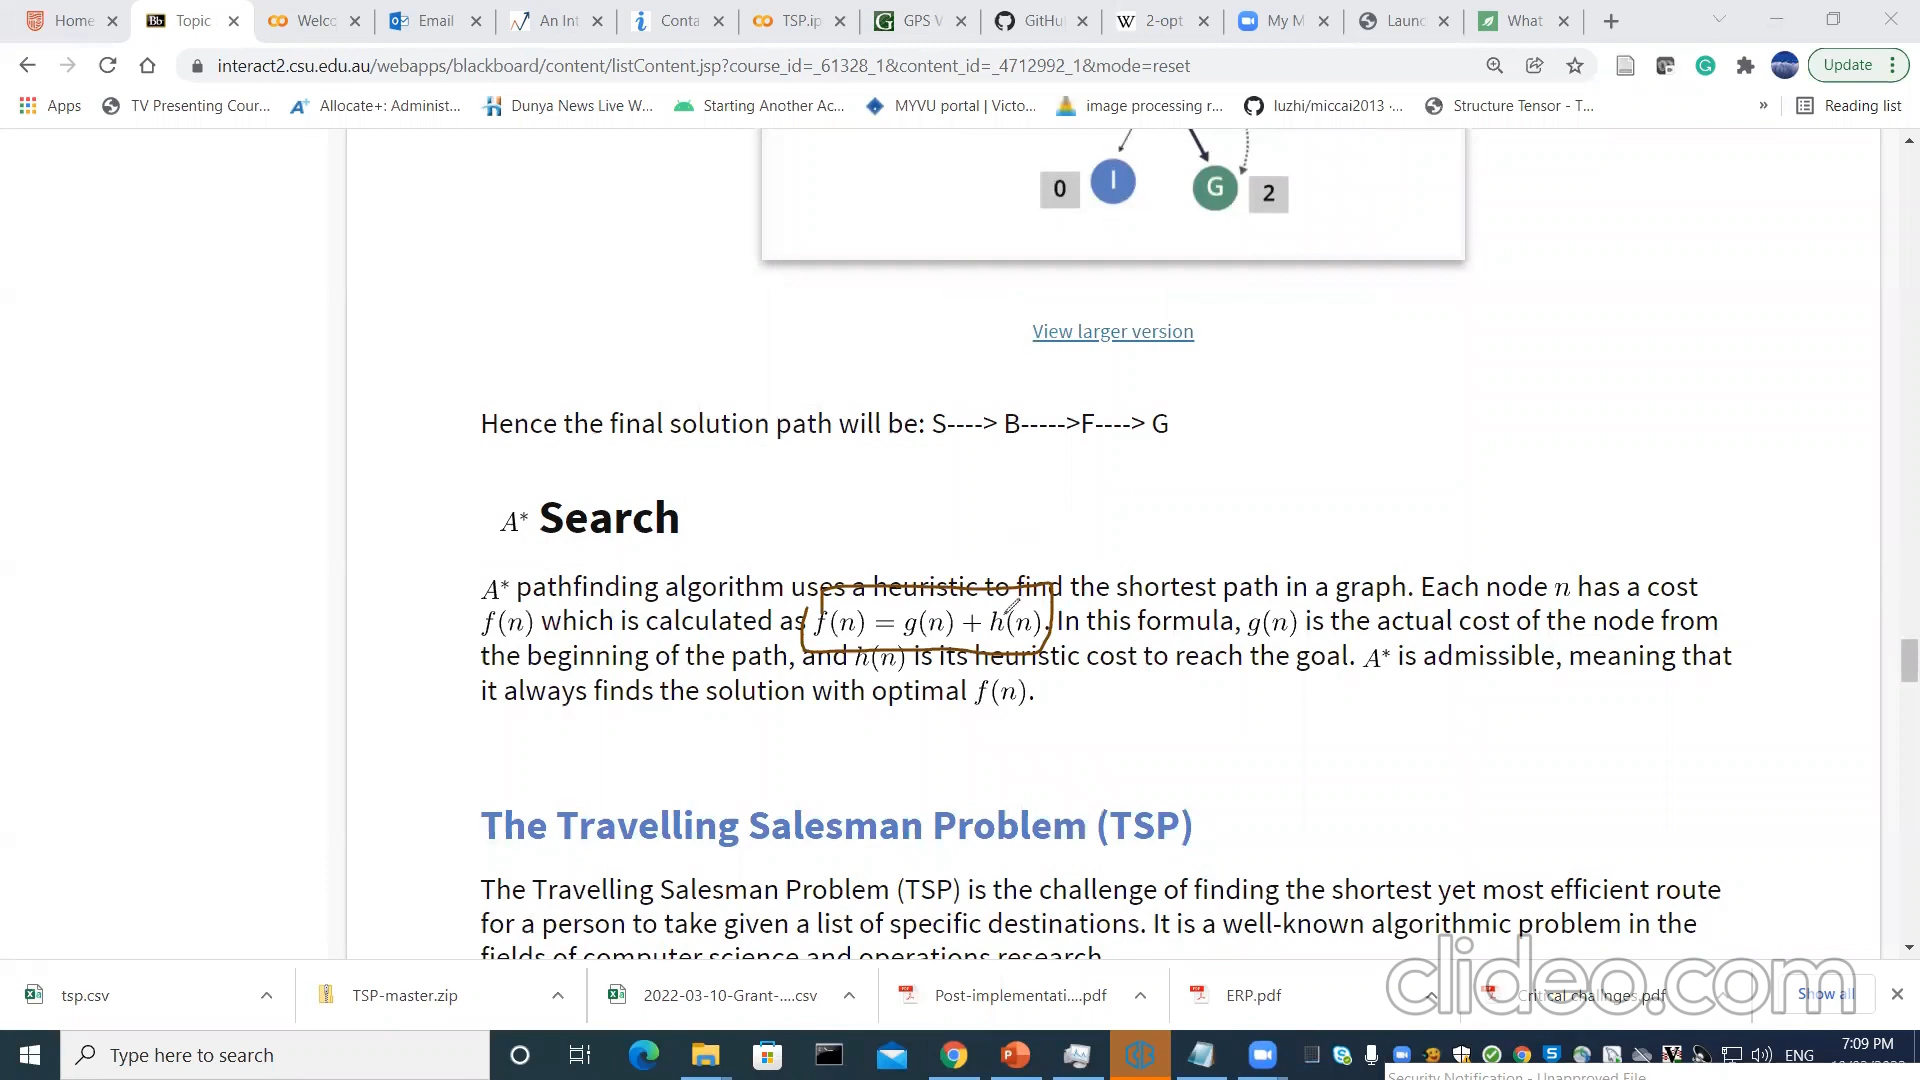 Home
Topic
Welco
Email
An Int
Conta
TSP.ip
GPS V
GitHu
2-opt
My M
Launc
What
interact2.csu.edu.au/webapps/blackboard/content/listContent.jsp?course_id=_61328_1&content_id=_4712992_1&mode=reset
Update
Apps
TV Presenting Cour...
Allocate+: Administ...
Dunya News Live W...
Starting Another Ac...
MYVU portal | Victo...
image processing r...
luzhi/miccai2013 ·...
Structure Tensor - T...
»
Reading list
0 I G 2
View larger version
Hence the final solution path will be: S----> B----->F----> G
A* Search
A* pathfinding algorithm uses a heuristic to find the shortest path in a graph. Each node n has a cost
f(n) which is calculated as f(n) = g(n) + h(n). In this formula, g(n) is the actual cost of the node from
the beginning of the path, and h(n) is its heuristic cost to reach the goal. A* is admissible, meaning that
it always finds the solution with optimal f(n).
The Travelling Salesman Problem (TSP)
The Travelling Salesman Problem (TSP) is the challenge of finding the shortest yet most efficient route
for a person to take given a list of specific destinations. It is a well-known algorithmic problem in the
fields of computer science and operations research.
clideo.com
tsp.csv
TSP-master.zip
2022-03-10-Grant-....csv
Post-implementati....pdf
ERP.pdf
Critical challnges.pdf
Show all
Type here to search
ENG
7:09 PM
Security Notification - Unapproved File